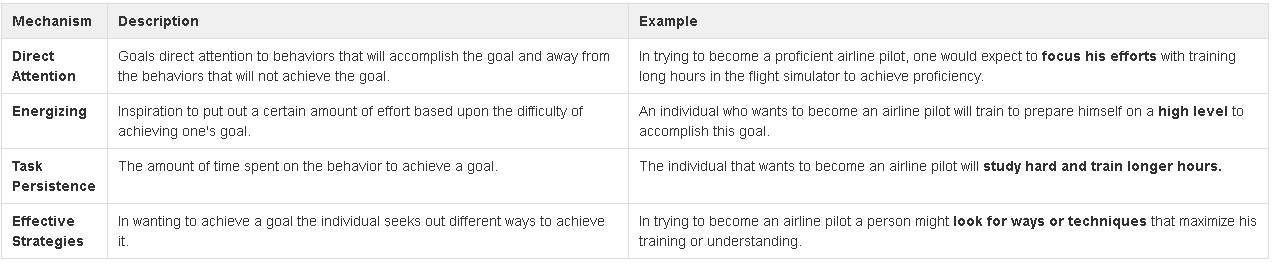 Mechanism Description Example
Direct Attention
Goals direct attention to behaviors that will accomplish the goal and away from
the behaviors that will not achieve the goal.
In trying to become a proficient airline pilot, one would expect to focus his efforts with training
long hours in the flight simulator to achieve proficiency.
Energizing
Inspiration to put out a certain amount of effort based upon the difficulty of
achieving one's goal.
An individual who wants to become an airline pilot will train to prepare himself on a high level to
accomplish this goal.
Task
Persistence
The amount of time spent on the behavior to achieve a goal.
The individual that wants to become an airline pilot will study hard and train longer hours.
Effective
Strategies
In wanting to achieve a goal the individual seeks out different ways to achieve
it.
In trying to become an airline pilot a person might look for ways or techniques that maximize his
training or understanding.